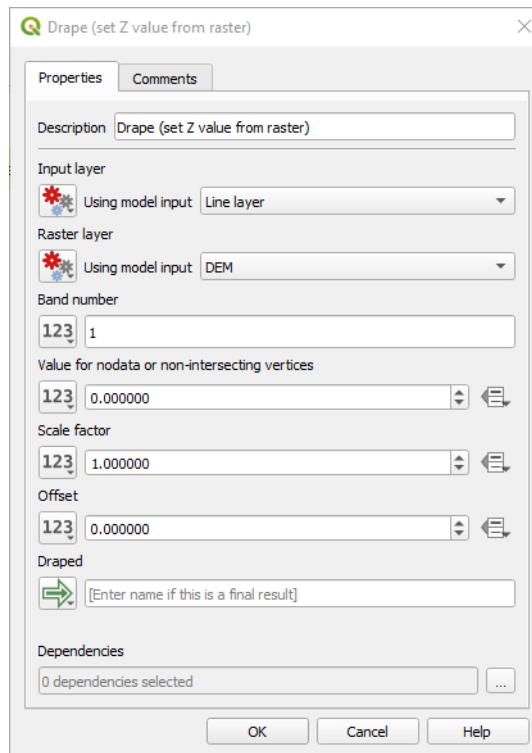 Drape (set Z value from raster)
Properties
Comments
Description Drape (set Z value from raster)
Input layer
Using model input Line layer
Raster layer
Using model input DEM
Band number
123 1
Value for nodata or non-intersecting vertices
123 0.000000
Scale factor
123 1.000000
Offset
123 0.000000
Draped
[Enter name if this is a final result]
Dependencies
0 dependencies selected ...
OK Cancel Help